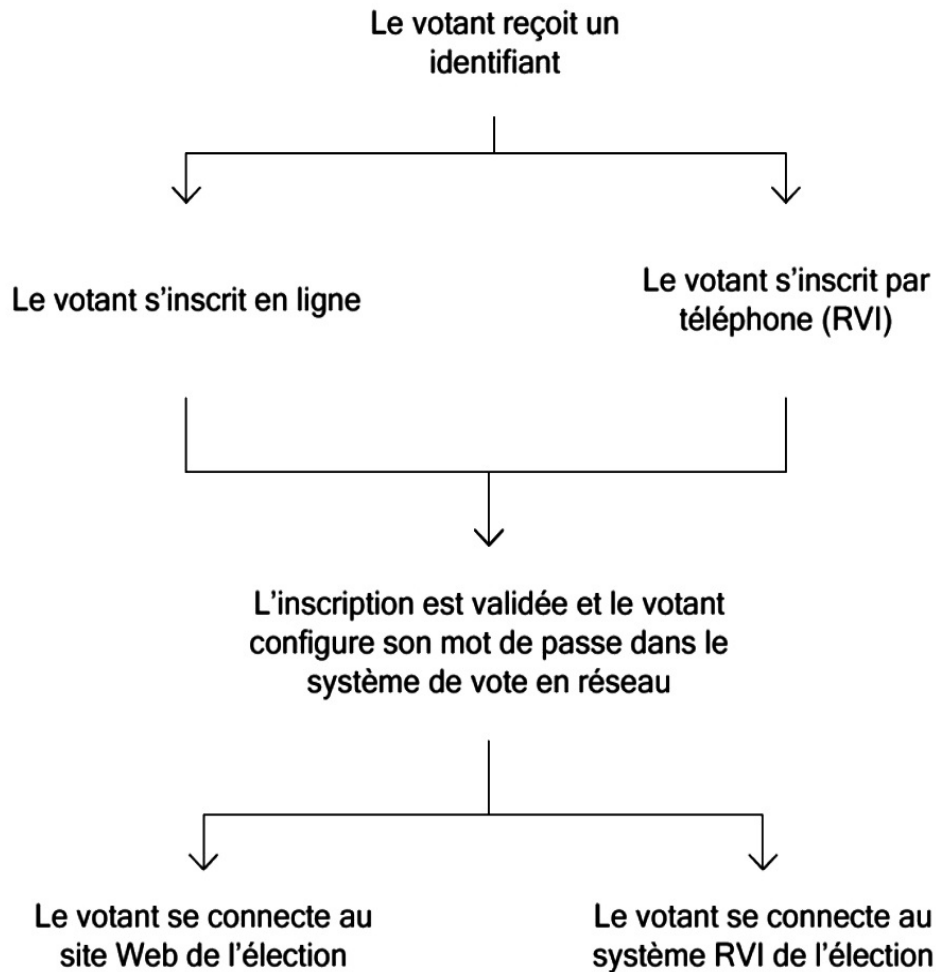 Le votant reçoit un
identifiant
Le votant s'inscrit en ligne
Le votant s'inscrit par
téléphone (RVI)
L'inscription est validée et le votant
configure son mot de passe dans le
système de vote en réseau
Le votant se connecte au
site Web de l'élection
Le votant se connecte au
système RVI de l'élection